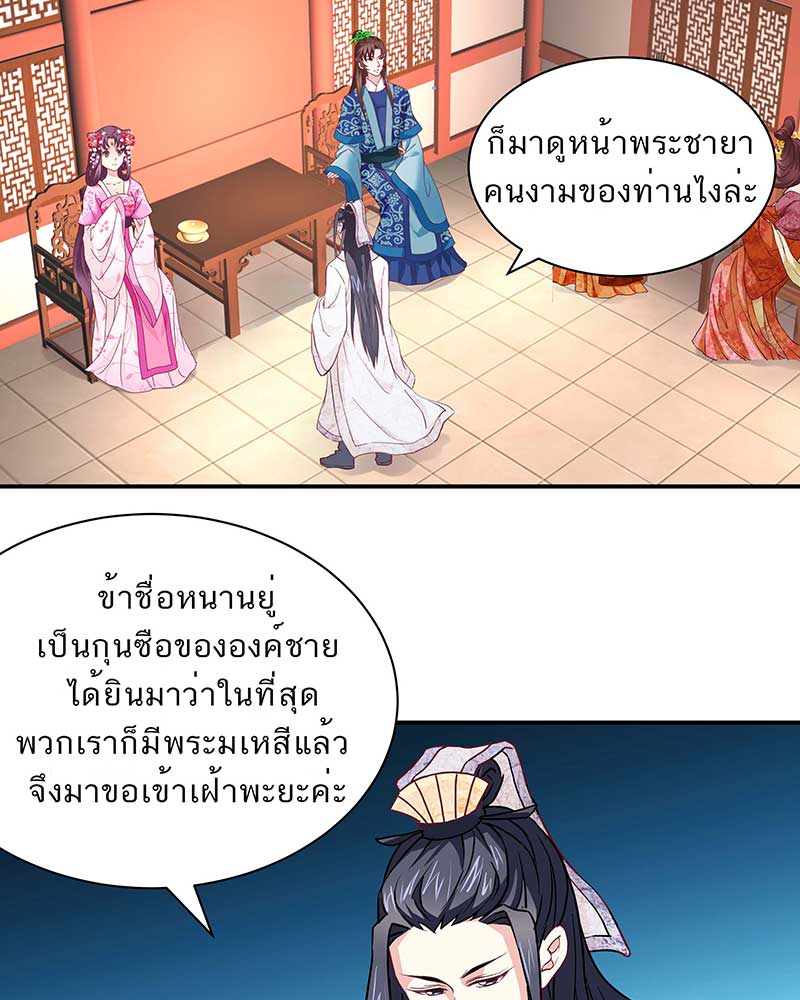 ก็มาดูหน้าพระชายา
คนงามของท่านไงล่ะ
ข้าชื่อหนานยู่
เป็นกุนซือขององค์ชาย
ได้ยินมาว่าในที่สุด
พวกเราก็มีพระมเหสีแล้ว
จึงมาขอเข้าเฝ้าพะยะค่ะ